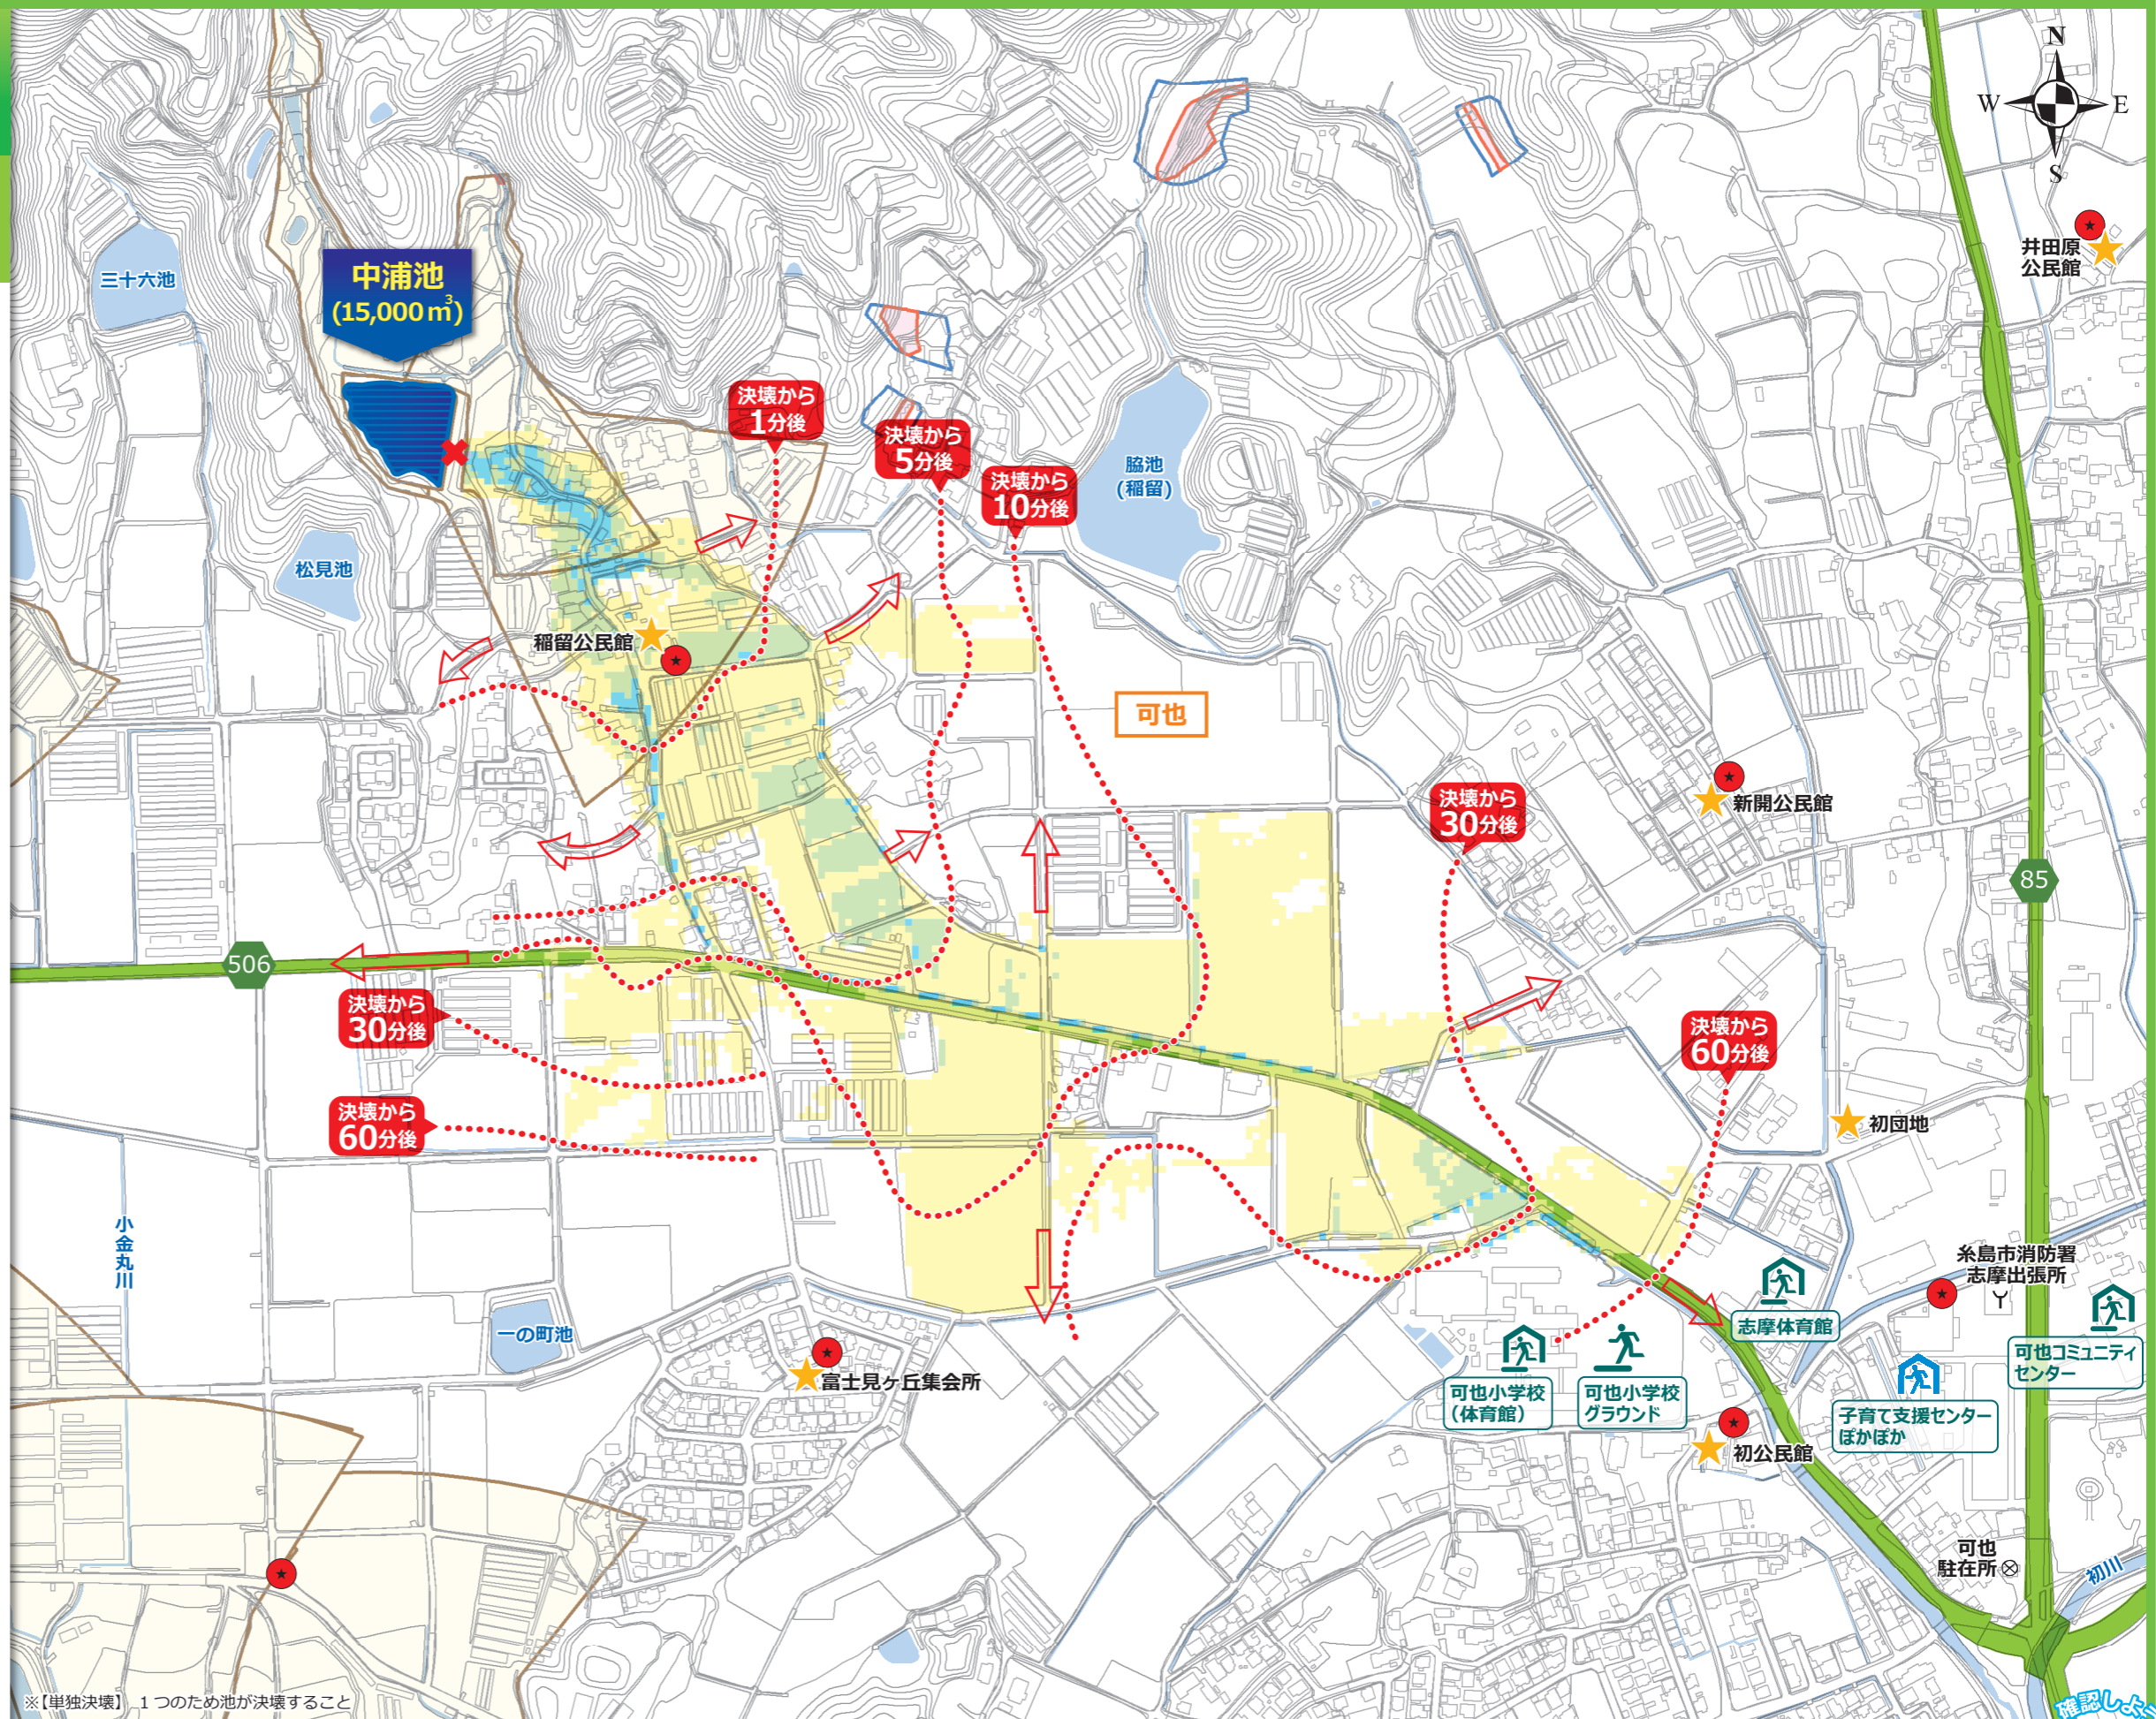 N
W
E
S
井田原
公民館
三十六池
中浦池
(15,000㎥)
決壊から
1分後
決壊から
5分後
決壊から
10分後
脇池
(稲留)
松見池
稲留公民館
可也
決壊から
30分後
新開公民館
85
506
決壊から
30分後
決壊から
60分後
決壊から
60分後
初団地
小金丸川
一の町池
富士見ヶ丘集会所
糸島市消防署
志摩出張所
志摩体育館
可也コミュニティ
センター
可也小学校
(体育館)
可也小学校
グラウンド
子育て支援センター
ぽかぽか
初公民館
可也
駐在所
初川
※【単独決壊】 1つのため池が決壊すること
確認しよう